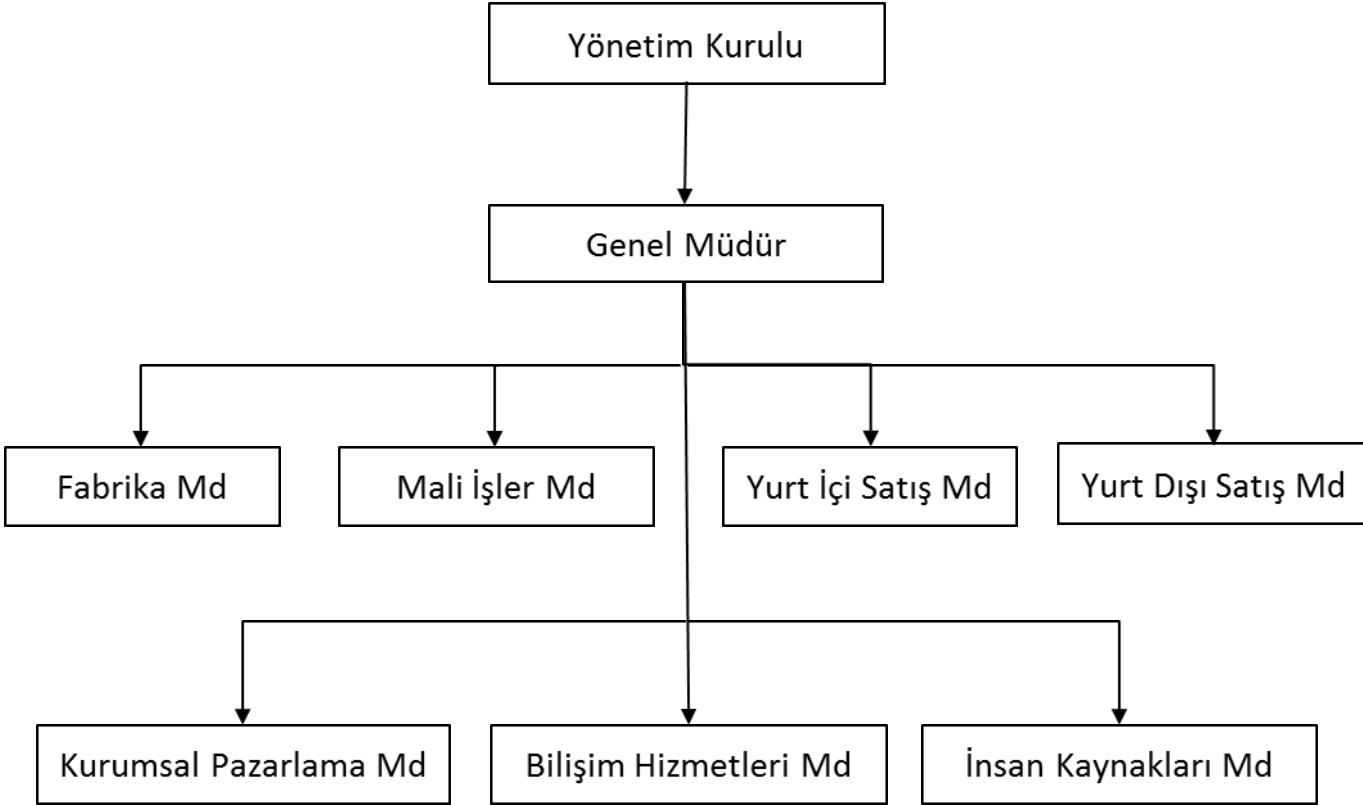 Yönetim Kurulu
Genel Müdür
Fabrika Md
Mali İşler Md
Yurt İçi Satış Md
Yurt Dışı Satış Md
Kurumsal Pazarlama Md
Bilişim Hizmetleri Md
İnsan Kaynakları Md